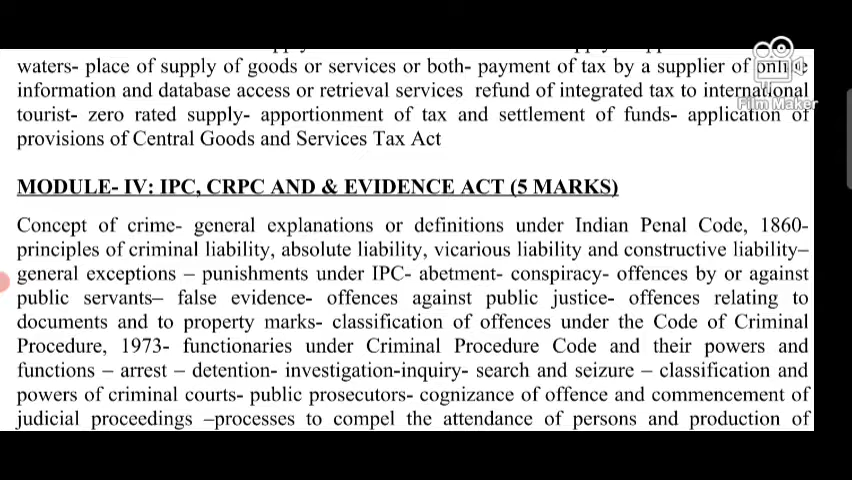 waters- place of supply of goods or services or both- payment of tax by a supplier of online
information and database access or retrieval services refund of integrated tax to international
tourist- zero rated supply- apportionment of tax and settlement of funds- application of
provisions of Central Goods and Services Tax Act
MODULE- IV: IPC, CRPC AND & EVIDENCE ACT (5 MARKS)
Concept of crime- general explanations or definitions under Indian Penal Code, 1860-
principles of criminal liability, absolute liability, vicarious liability and constructive liability–
general exceptions – punishments under IPC- abetment- conspiracy- offences by or against
public servants– false evidence- offences against public justice- offences relating to
documents and to property marks- classification of offences under the Code of Criminal
Procedure, 1973- functionaries under Criminal Procedure Code and their powers and
functions – arrest – detention- investigation-inquiry- search and seizure – classification and
powers of criminal courts- public prosecutors- cognizance of offence and commencement of
judicial proceedings –processes to compel the attendance of persons and production of
Film Maker